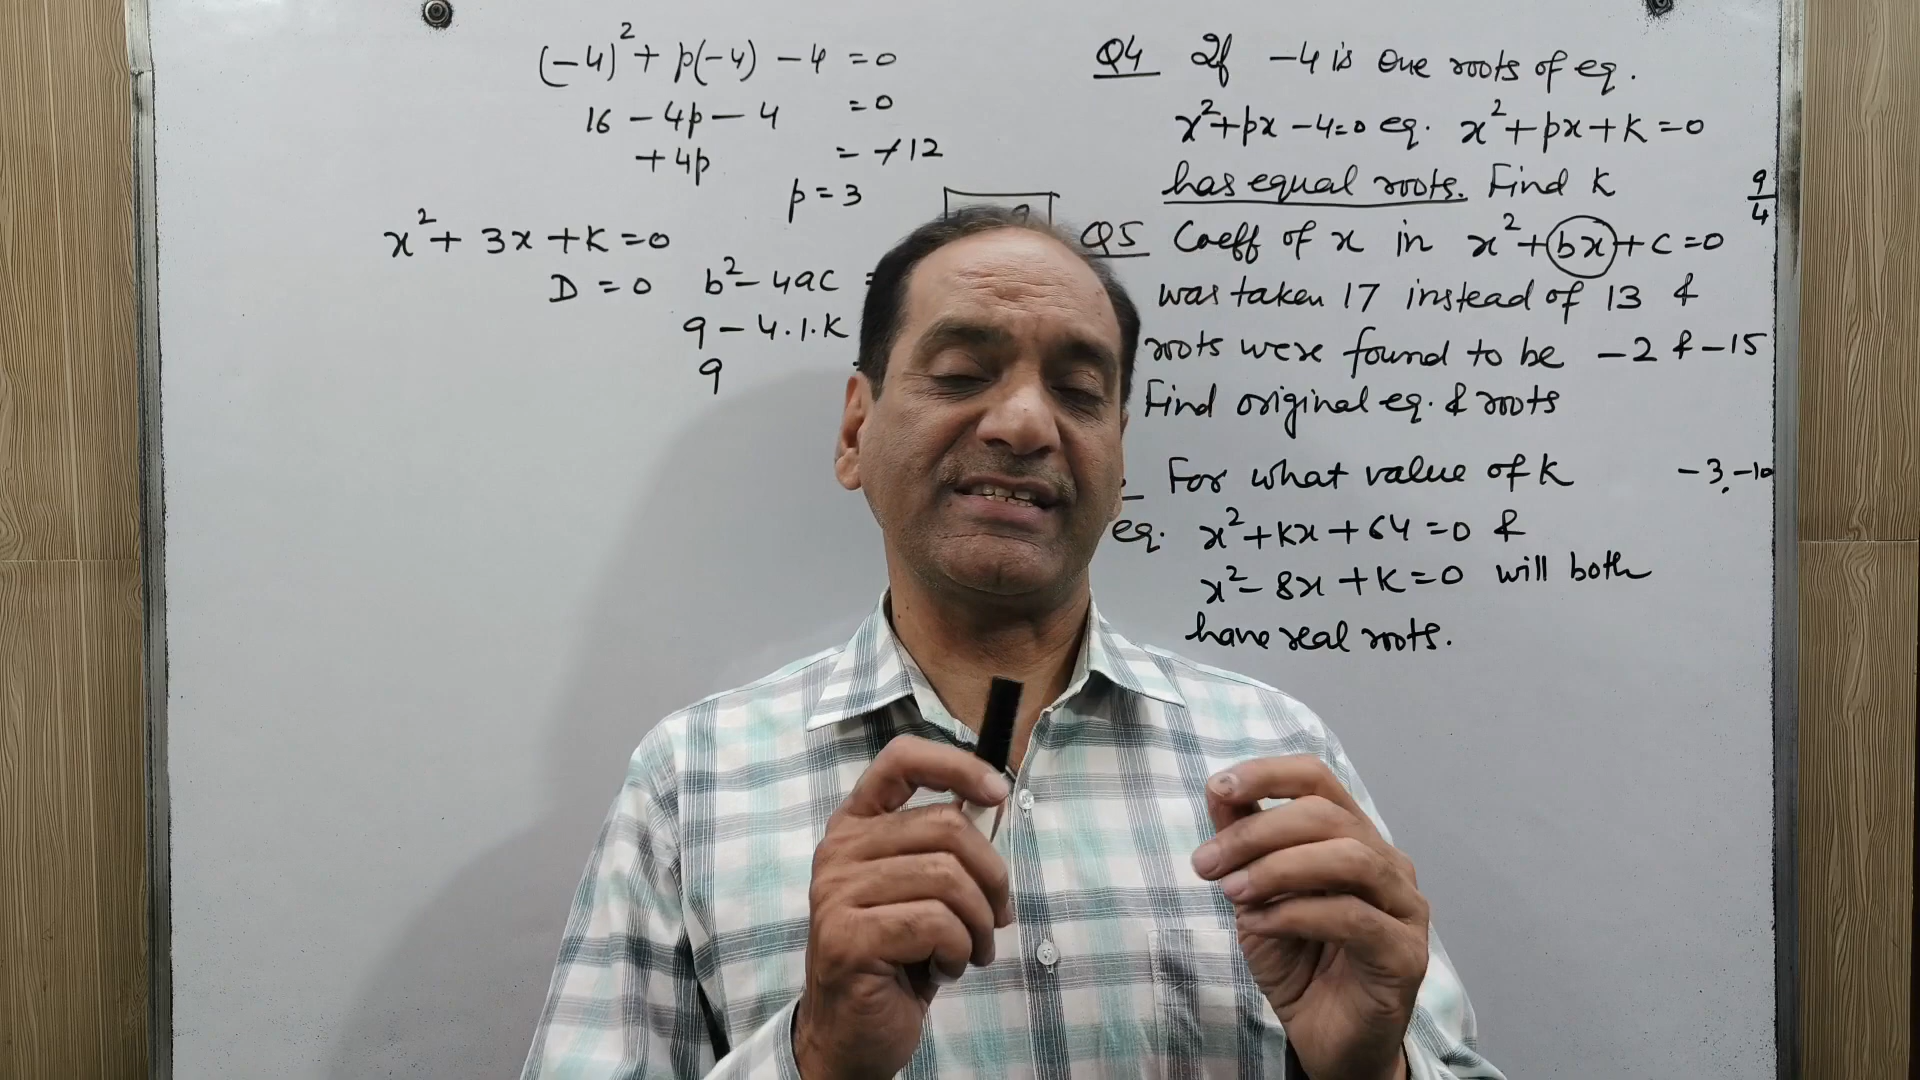 (-4)² + p(-4) - 4 = 0
16 - 4p - 4 = 0
+4p = +12
p = 3
x² + 3x + K = 0
D = 0 b² - 4ac =
9 - 4.1.K
9
Q4 If -4 is one roots of eq.
x²+px-4=0 eq. x²+px+K=0
has equal roots. Find K
9/4
Q5 Coeff of x in x²+bx+c=0
was taken 17 instead of 13 &
roots were found to be -2 & -15
Find original eq. & roots
For what value of K
-3, -10
eq. x²+Kx+64=0 &
x²-8x+K=0 will both
have real roots.